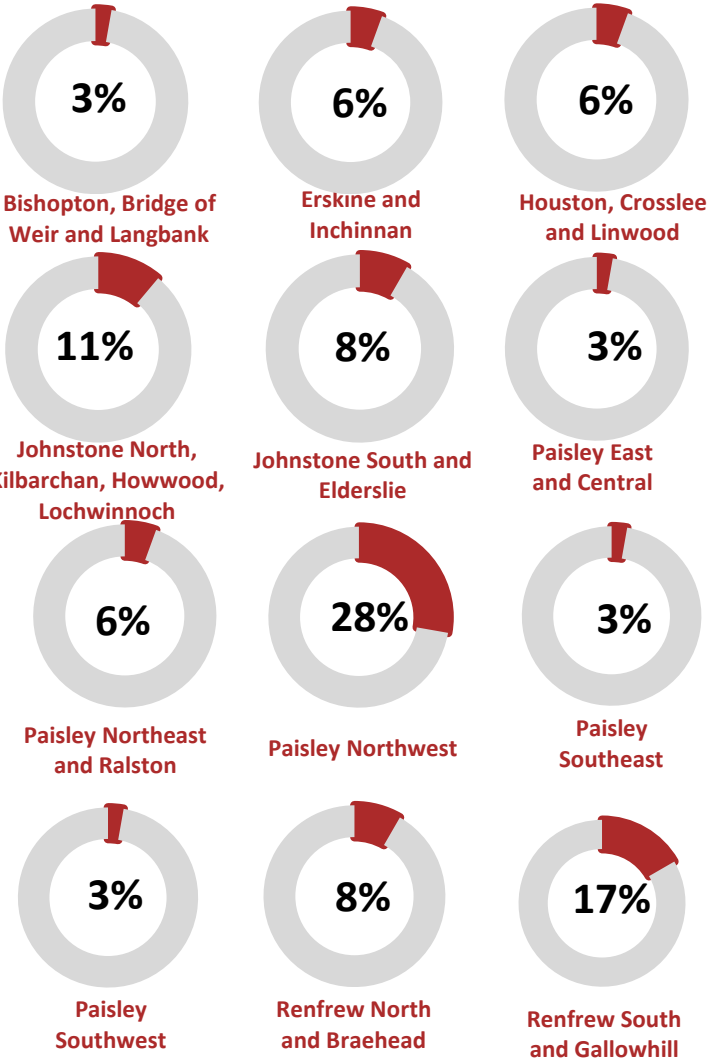 3%
6%
6%
Bishopton, Bridge of
Weir and Langbank
Erskine and
Inchinnan
Houston, Crosslee
and Linwood
11%
8%
3%
Johnstone North,
Kilbarchan, Howwood,
Lochwinnoch
Johnstone South and
Elderslie
Paisley East
and Central
6%
28%
3%
Paisley Northeast
and Ralston
Paisley Northwest
Paisley
Southeast
3%
8%
17%
Paisley
Southwest
Renfrew North
and Braehead
Renfrew South
and Gallowhill